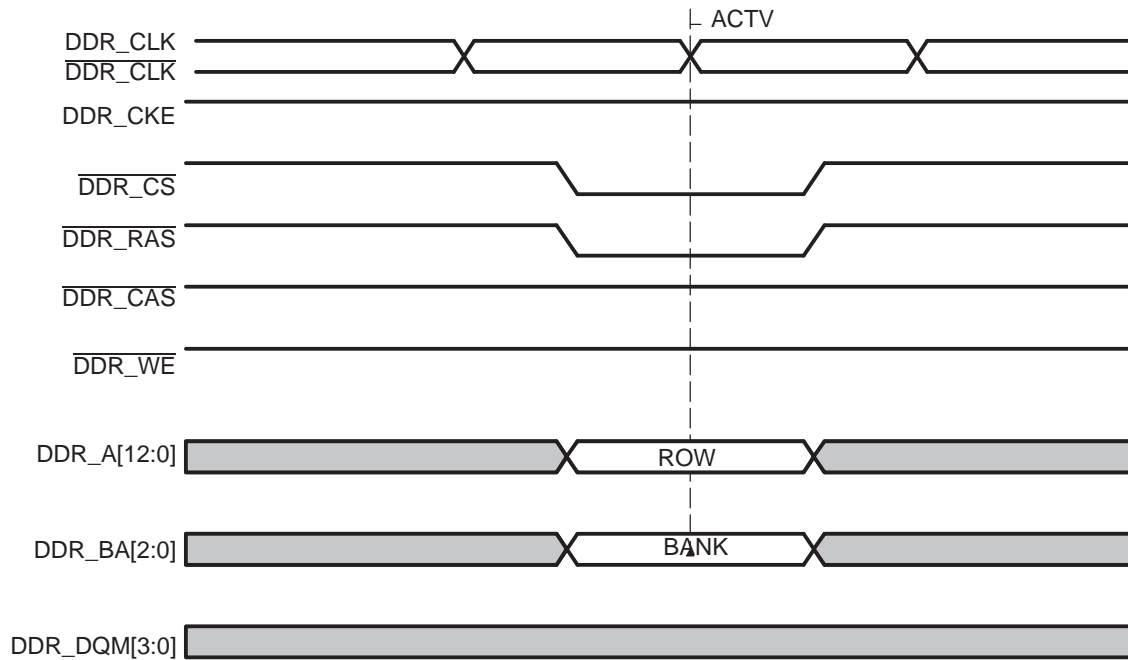 ACTV
DDR_CLK
DDR_CLK
DDR_CKE
DDR_CS
DDR_RAS
DDR_CAS
DDR_WE
DDR_A[12:0] ROW
DDR_BA[2:0] BANK
DDR_DQM[3:0]